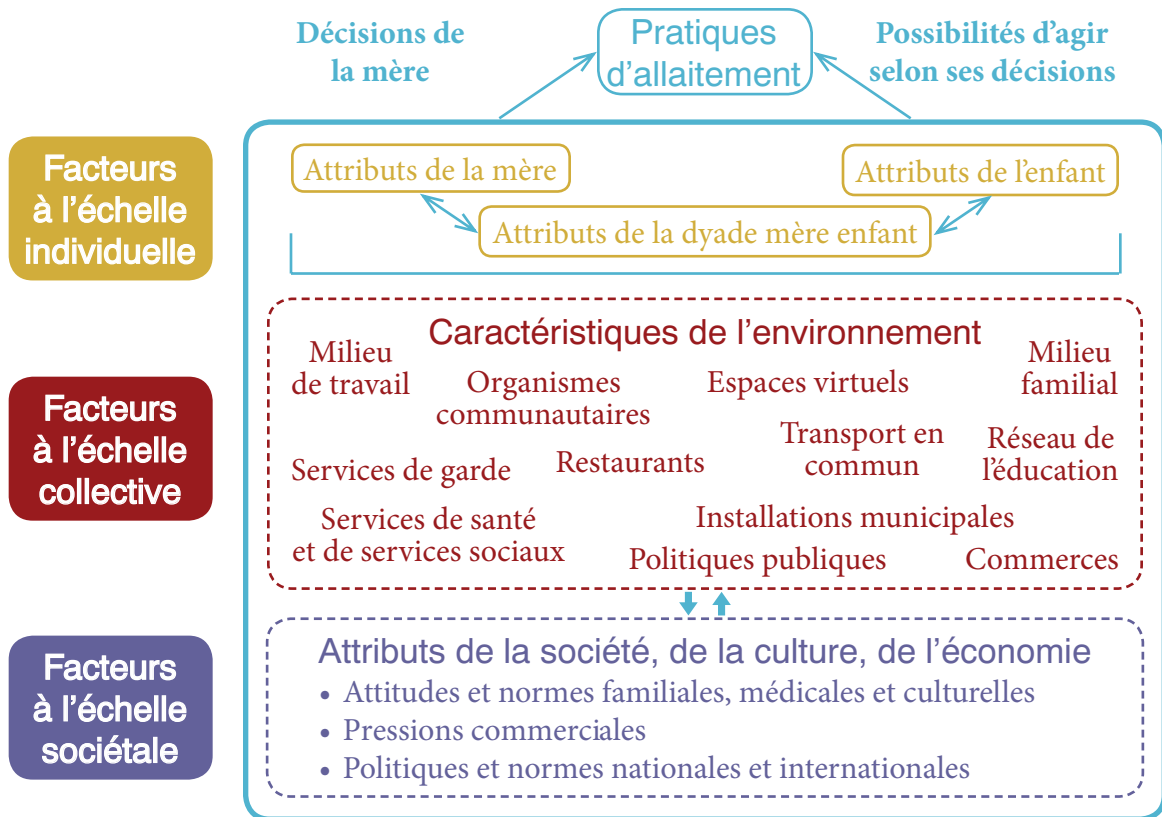 Décisions de
la mère
Pratiques
d'allaitement
Possibilités d'agir
selon ses décisions
Facteurs
à l'échelle
individuelle
Attributs de la mère
Attributs de l'enfant
Attributs de la dyade mère enfant
Facteurs
à l'échelle
collective
Caractéristiques de l'environnement
Milieu
de travail
Organismes
communautaires
Espaces virtuels
Milieu
familial
Services de garde
Restaurants
Transport en
commun
Réseau de
l'éducation
Services de santé
et de services sociaux
Installations municipales
Politiques publiques
Commerces
Facteurs
à l'échelle
sociétale
Attributs de la société, de la culture, de l'économie
• Attitudes et normes familiales, médicales et culturelles
• Pressions commerciales
• Politiques et normes nationales et internationales